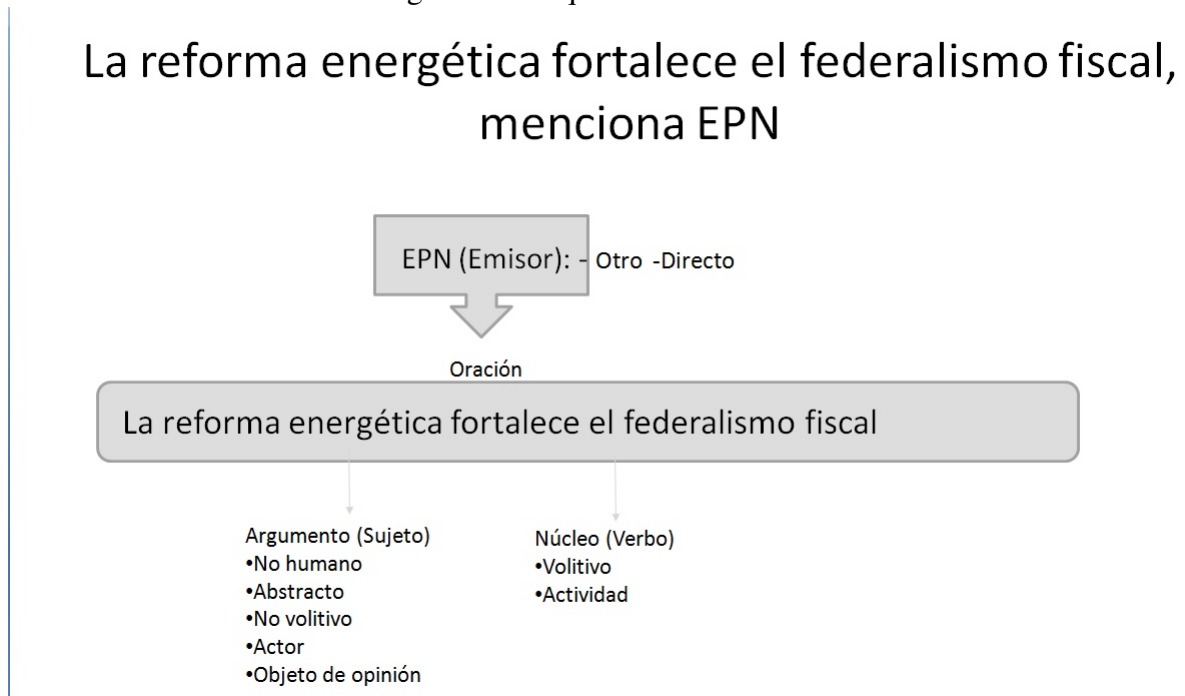 La reforma energética fortalece el federalismo fiscal,
menciona EPN
EPN (Emisor): - Otro -Directo
Oración
La reforma energética fortalece el federalismo fiscal
Argumento (Sujeto)
•No humano
•Abstracto
•No volitivo
•Actor
•Objeto de opinión
Núcleo (Verbo)
•Volitivo
•Actividad